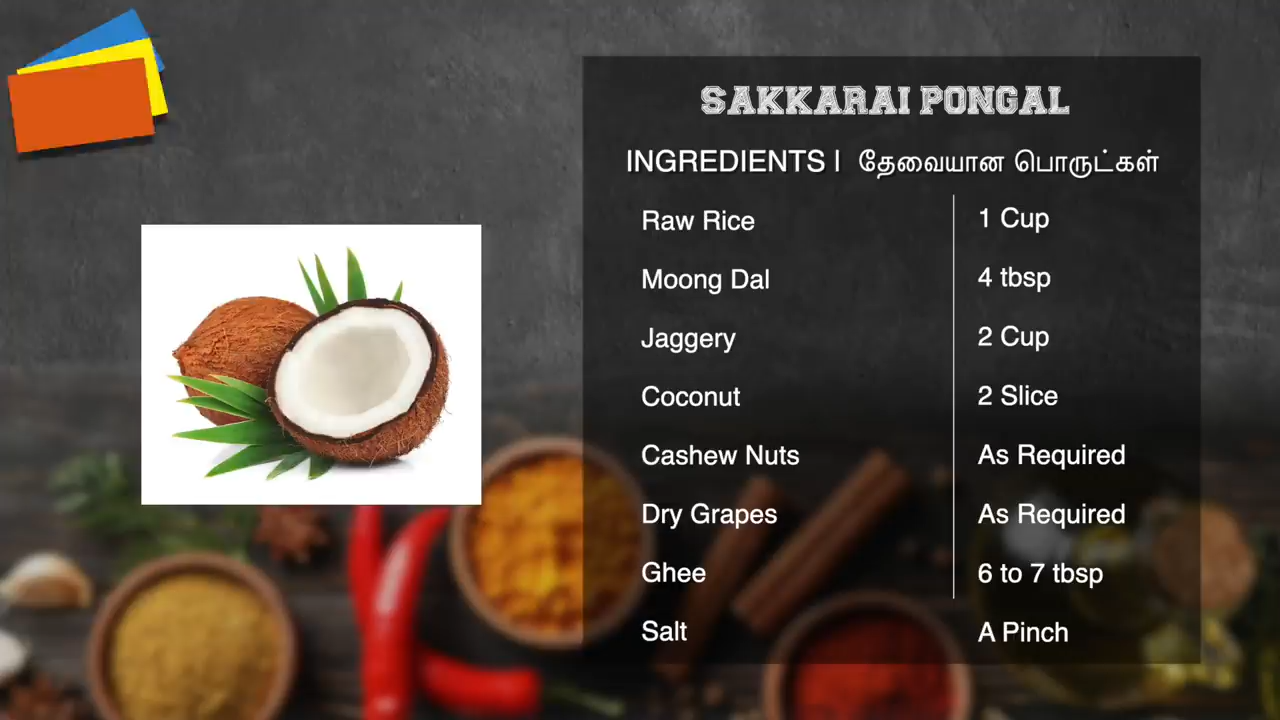 SAKKARAI PONGAL
INGREDIENTS I தேவையான பொருட்கள்
Raw Rice 1 Cup
Moong Dal 4 tbsp
Jaggery 2 Cup
Coconut 2 Slice
Cashew Nuts As Required
Dry Grapes As Required
Ghee 6 to 7 tbsp
Salt A Pinch